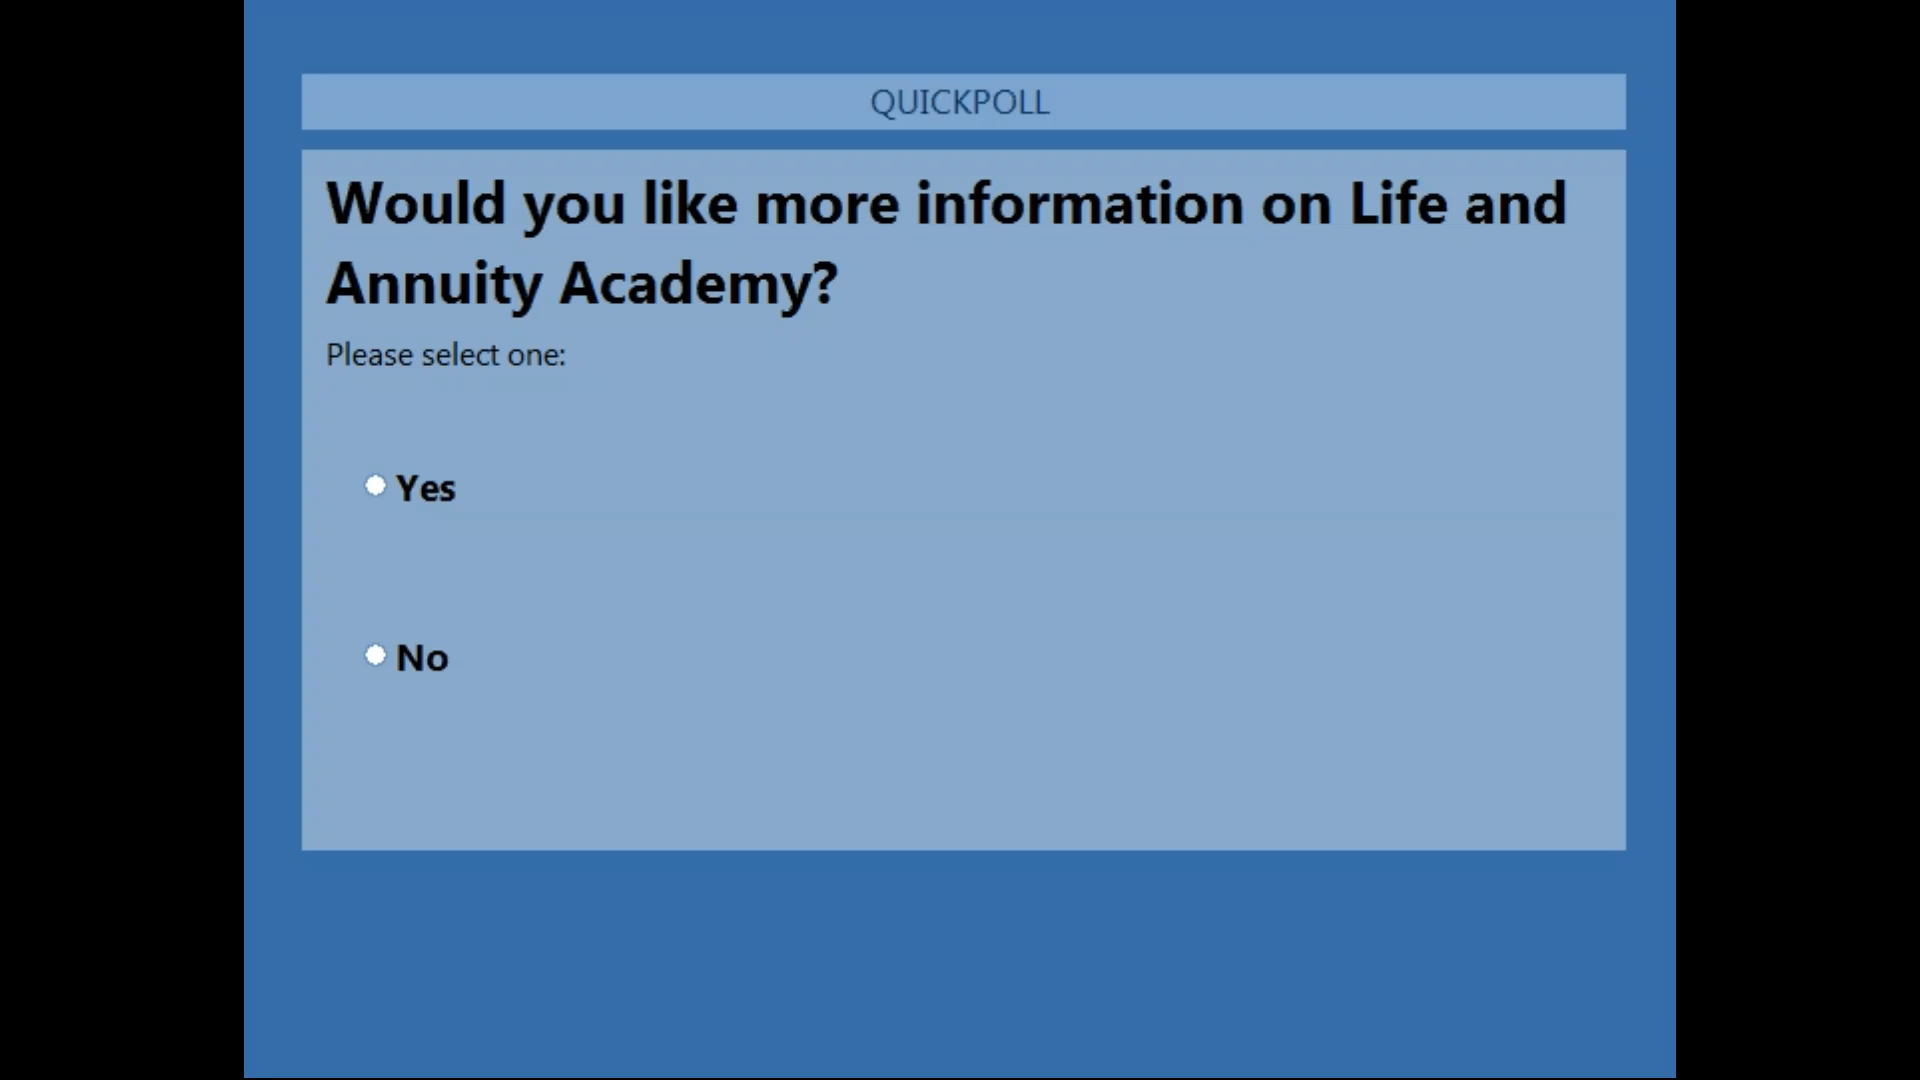 QUICKPOLL
Would you like more information on Life and
Annuity Academy?
Please select one:
Yes
No